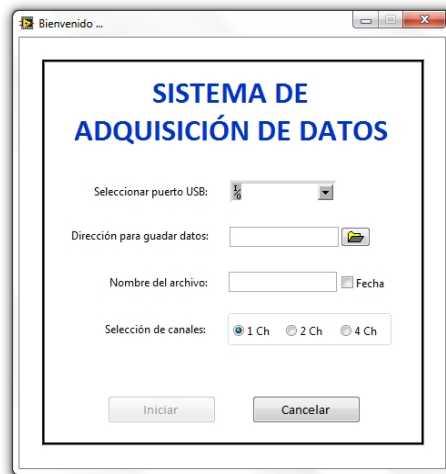 Bienvenido ...
SISTEMA DE
ADQUISICIÓN DE DATOS
Seleccionar puerto USB:
I/O
Dirección para guadar datos:
Nombre del archivo:
Fecha
Selección de canales:
1 Ch
2 Ch
4 Ch
Iniciar
Cancelar